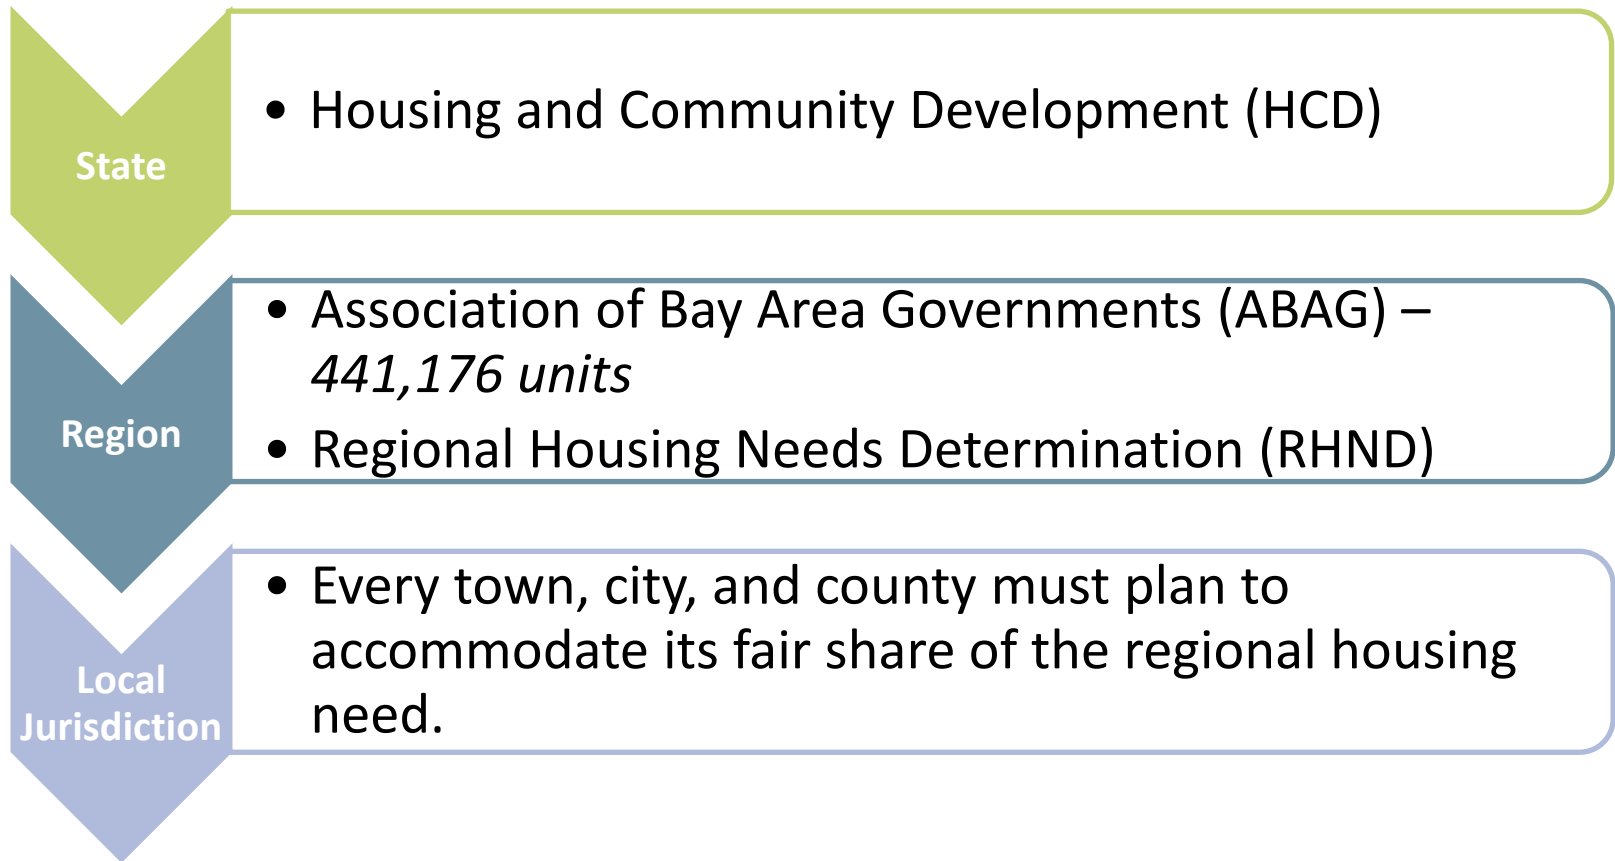 State
• Housing and Community Development (HCD)
Region
• Association of Bay Area Governments (ABAG) –
441,176 units
• Regional Housing Needs Determination (RHND)
Local
Jurisdiction
• Every town, city, and county must plan to
accommodate its fair share of the regional housing
need.